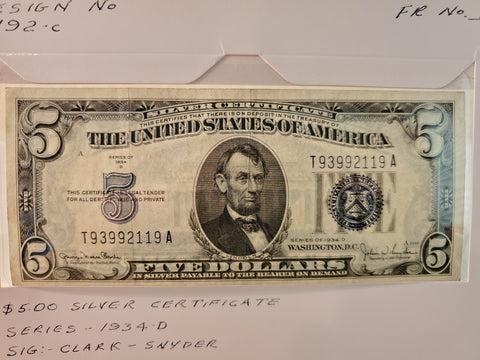 ESIGN NO
FR NO.
192-C
SILVER CERTIFICATE
THIS CERTIFIES THAT THERE IS ON DEPOSIT IN THE TREASURY OF
THE UNITED STATES OF AMERICA
5
5
A
SERIES OF
1934
D
T93992119A
THIS CERTIFICATE IS LEGAL TENDER
FOR ALL DEBTS PUBLIC AND PRIVATE
5
T93992119A
SERIES OF 1934 D
WASHINGTON, D.C.
5
5
FIVE DOLLARS
IN SILVER PAYABLE TO THE BEARER ON DEMAND
$5.00 SILVER CERTIFICATE
SERIES - 1934-D
SIG:- CLARK - SNYDER